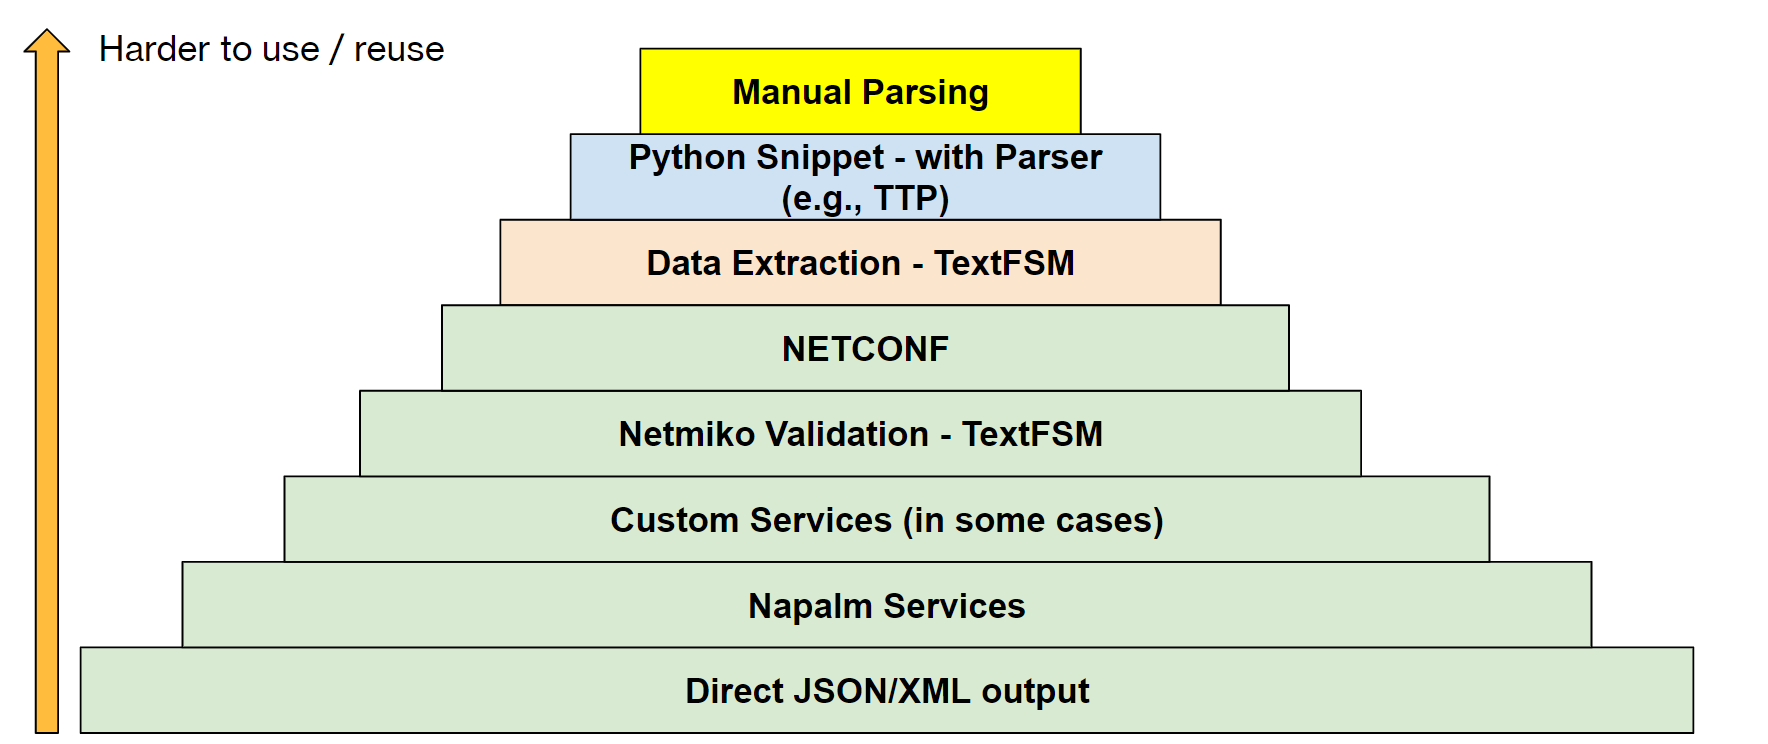 Harder to use / reuse
Manual Parsing
Python Snippet - with Parser
(e.g., TTP)
Data Extraction - TextFSM
NETCONF
Netmiko Validation - TextFSM
Custom Services (in some cases)
Napalm Services
Direct JSON/XML output